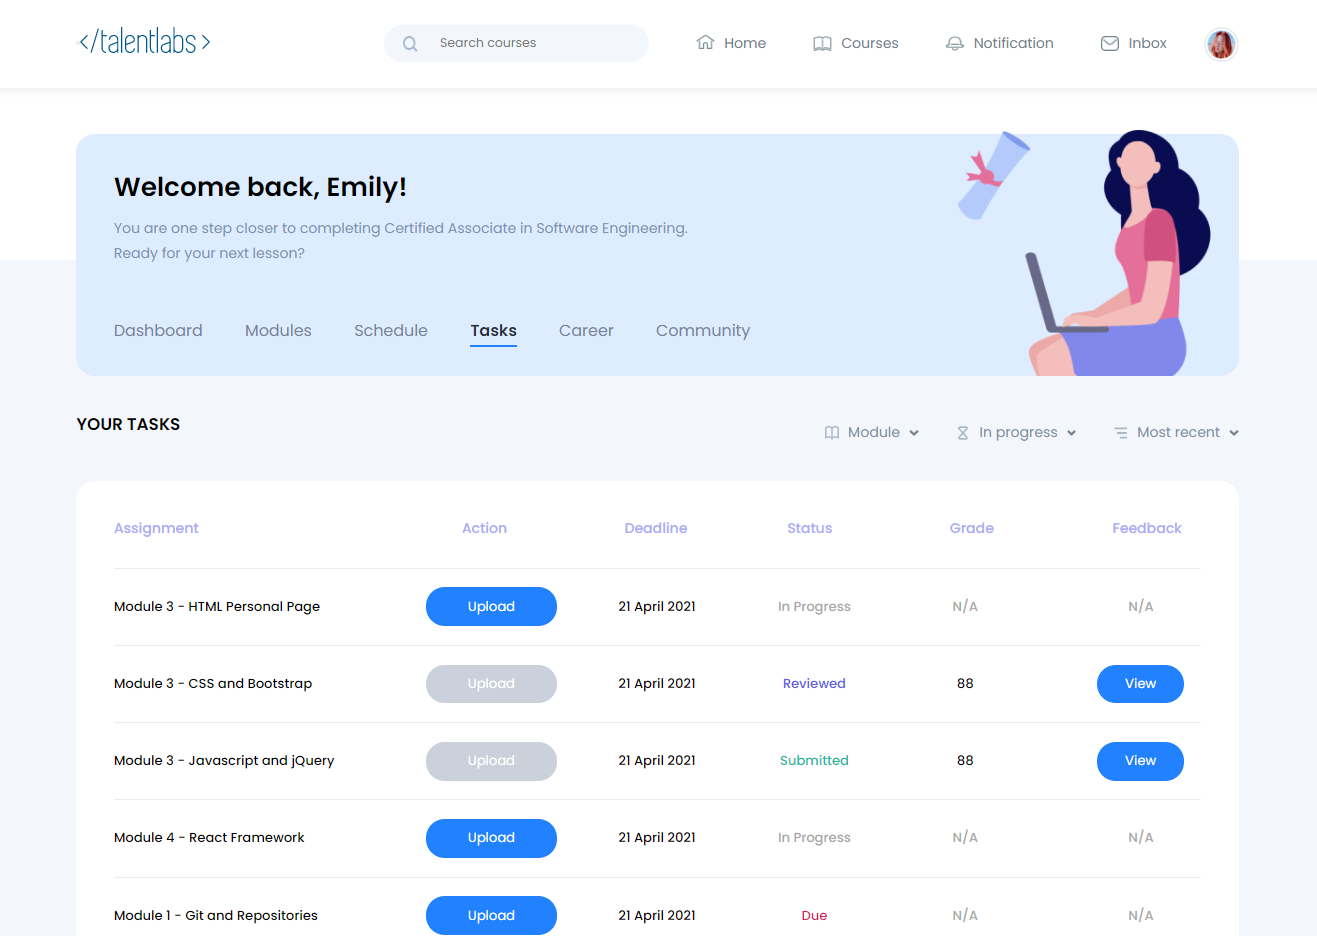 </talentlabs>
Search courses
Home
Courses
Notification
Inbox
Welcome back, Emily!
You are one step closer to completing Certified Associate in Software Engineering.
Ready for your next lesson?
Dashboard Modules Schedule Tasks Career Community
YOUR TASKS
Module In progress Most recent
Assignment Action Deadline Status Grade Feedback
Module 3 - HTML Personal Page Upload 21 April 2021 In Progress N/A N/A
Module 3 - CSS and Bootstrap Upload 21 April 2021 Reviewed 88 View
Module 3 - Javascript and jQuery Upload 21 April 2021 Submitted 88 View
Module 4 - React Framework Upload 21 April 2021 In Progress N/A N/A
Module 1 - Git and Repositories Upload 21 April 2021 Due N/A N/A